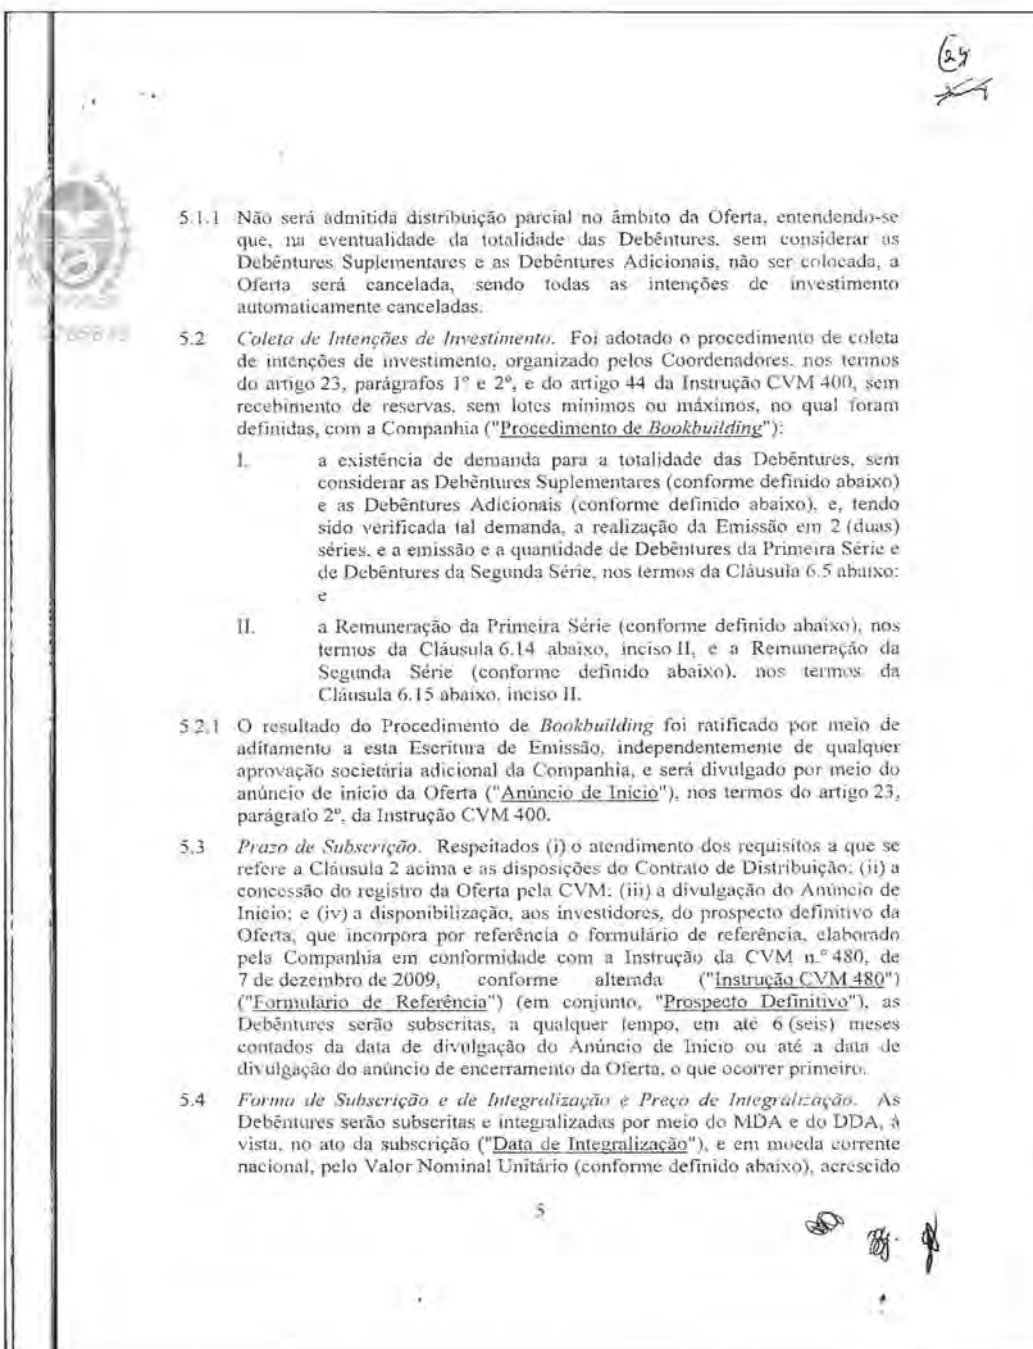 24
5.1.1 Não será admitida distribuição parcial no âmbito da Oferta, entendendo-se
que, na eventualidade da totalidade das Debêntures, sem considerar as
Debêntures Suplementares e as Debêntures Adicionais, não ser colocada, a
Oferta será cancelada, sendo todas as intenções de investimento
automaticamente canceladas.
5.2 Coleta de Intenções de Investimento. Foi adotado o procedimento de coleta
de intenções de investimento, organizado pelos Coordenadores, nos termos
do artigo 23, parágrafos 1º e 2º, e do artigo 44 da Instrução CVM 400, sem
recebimento de reservas, sem lotes mínimos ou máximos, no qual foram
definidas, com a Companhia ("Procedimento de Bookbuilding"):
I. a existência de demanda para a totalidade das Debêntures, sem
considerar as Debêntures Suplementares (conforme definido abaixo)
e as Debêntures Adicionais (conforme definido abaixo), e, tendo
sido verificada tal demanda, a realização da Emissão em 2 (duas)
séries, e a emissão e a quantidade de Debêntures da Primeira Série e
de Debêntures da Segunda Série, nos termos da Cláusula 6.5 abaixo;
e
II. a Remuneração da Primeira Série (conforme definido abaixo), nos
termos da Cláusula 6.14 abaixo, inciso II, e a Remuneração da
Segunda Série (conforme definido abaixo), nos termos da
Cláusula 6.15 abaixo, inciso II.
5.2.1 O resultado do Procedimento de Bookbuilding foi ratificado por meio de
aditamento a esta Escritura de Emissão, independentemente de qualquer
aprovação societária adicional da Companhia, e será divulgado por meio do
anúncio de início da Oferta ("Anúncio de Início"), nos termos do artigo 23,
parágrafo 2º, da Instrução CVM 400.
5.3 Prazo de Subscrição. Respeitados (i) o atendimento dos requisitos a que se
refere a Cláusula 2 acima e as disposições do Contrato de Distribuição; (ii) a
concessão do registro da Oferta pela CVM; (iii) a divulgação do Anúncio de
Início; e (iv) a disponibilização, aos investidores, do prospecto definitivo da
Oferta, que incorpora por referência o formulário de referência, elaborado
pela Companhia em conformidade com a Instrução da CVM n.º 480, de
7 de dezembro de 2009, conforme alterada ("Instrução CVM 480")
("Formulário de Referência") (em conjunto, "Prospecto Definitivo"), as
Debêntures serão subscritas, a qualquer tempo, em até 6 (seis) meses
contados da data de divulgação do Anúncio de Início ou até a data de
divulgação do anúncio de encerramento da Oferta, o que ocorrer primeiro.
5.4 Forma de Subscrição e de Integralização e Preço de Integralização. As
Debêntures serão subscritas e integralizadas por meio do MDA e do DDA, à
vista, no ato da subscrição ("Data de Integralização"), e em moeda corrente
nacional, pelo Valor Nominal Unitário (conforme definido abaixo), acrescido
5